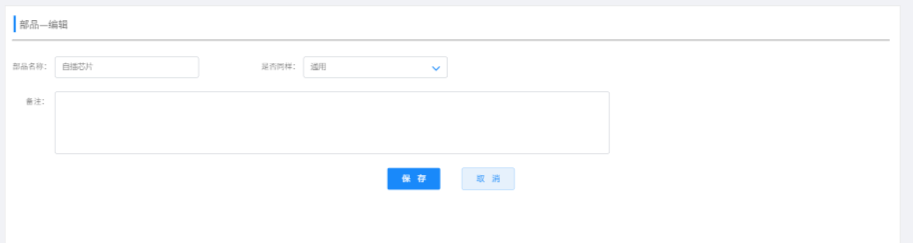 部品—编辑
部品名称： 自插芯片
是否两样： 适用
备注：
保 存 取 消